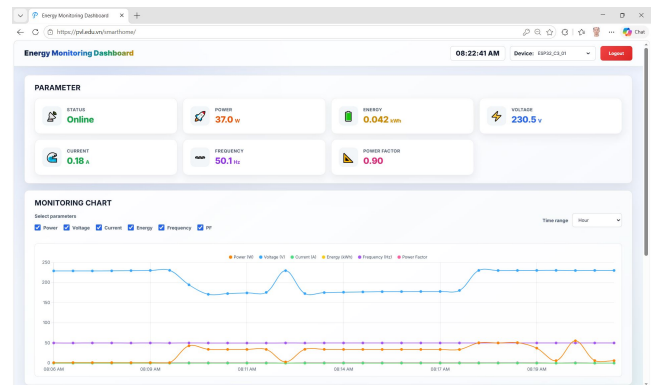 Energy Monitoring Dashboard
https://pvil.edu.vn/smarthome/
Chat
Energy Monitoring Dashboard
08:22:41 AM
Device: ESP32_CS_01
Logout
PARAMETER
STATUS
Online
POWER
37.0 W
ENERGY
0.042 kWh
VOLTAGE
230.5 V
CURRENT
0.18 A
FREQUENCY
50.1 Hz
POWER FACTOR
0.90
MONITORING CHART
Select parameters
Power Voltage Current Energy Frequency PF
Time range Hour
Power (W) Voltage (V) Current (A) Energy (kWh) Frequency (Hz) Power Factor
250
200
150
100
50
0
08:06 AM 08:09 AM 08:11 AM 08:14 AM 08:17 AM 08:19 AM